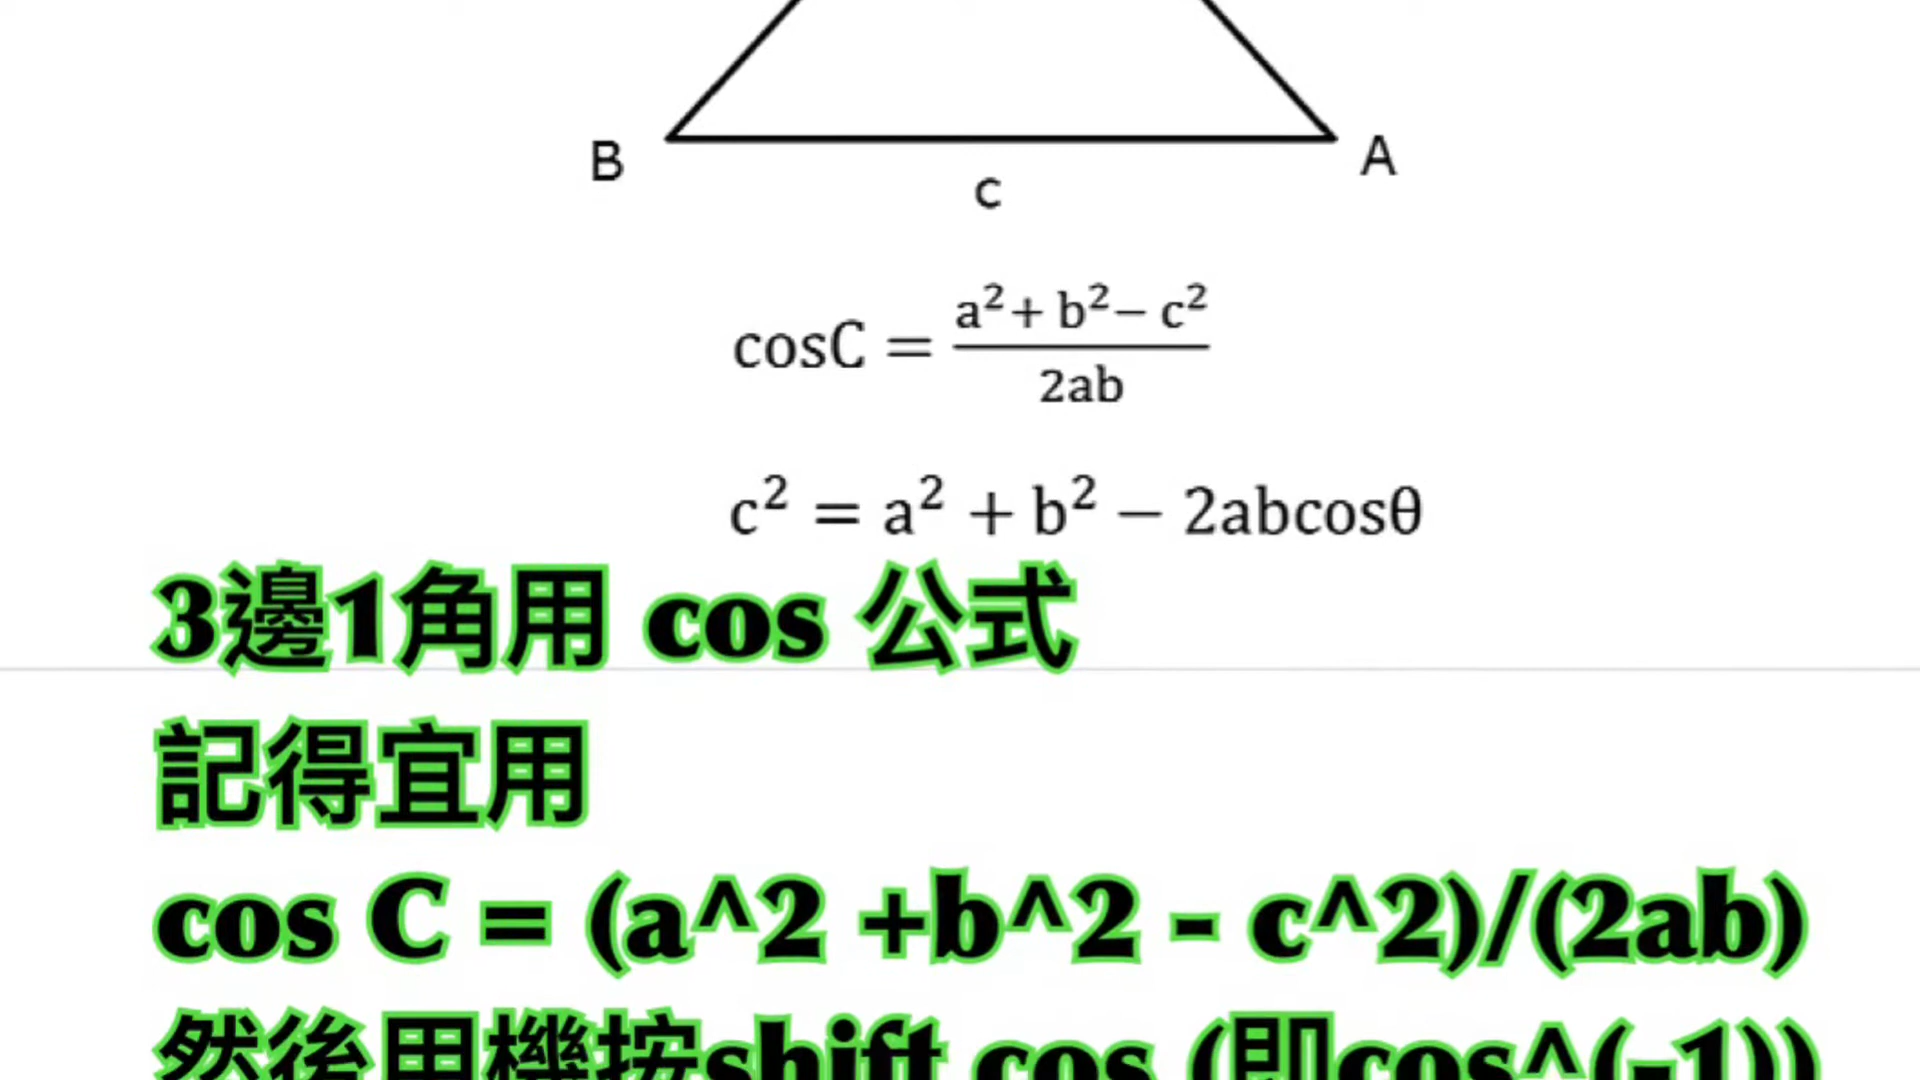 B
A
c
cosC = a²+ b²− c² / 2ab
c² = a² + b² − 2abcosθ
3邊1角用 cos 公式
記得宜用
cos C = (a^2 +b^2 - c^2)/(2ab)
然後用機按shift cos (即cos^(-1))